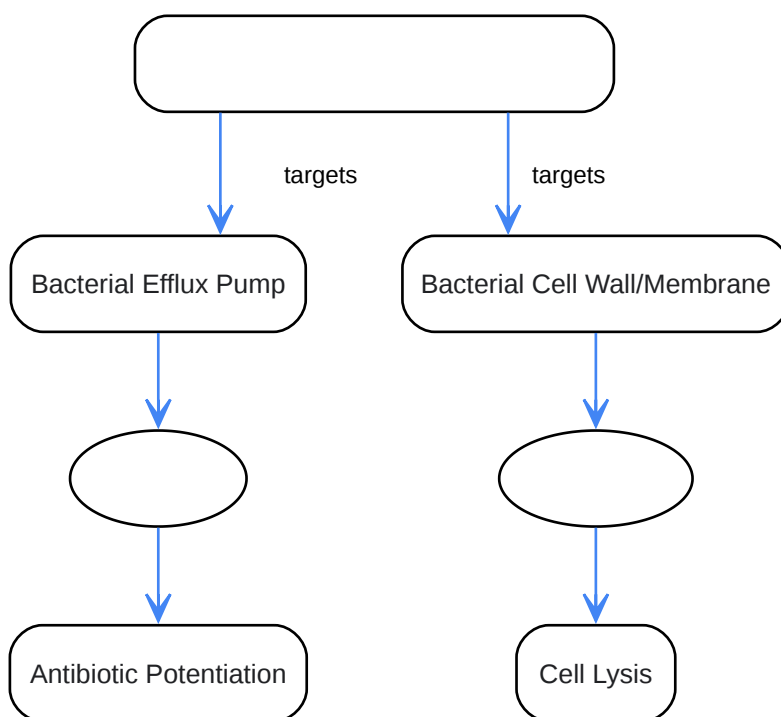 targets
targets
Bacterial Efflux Pump
Bacterial Cell Wall/Membrane
Antibiotic Potentiation
Cell Lysis